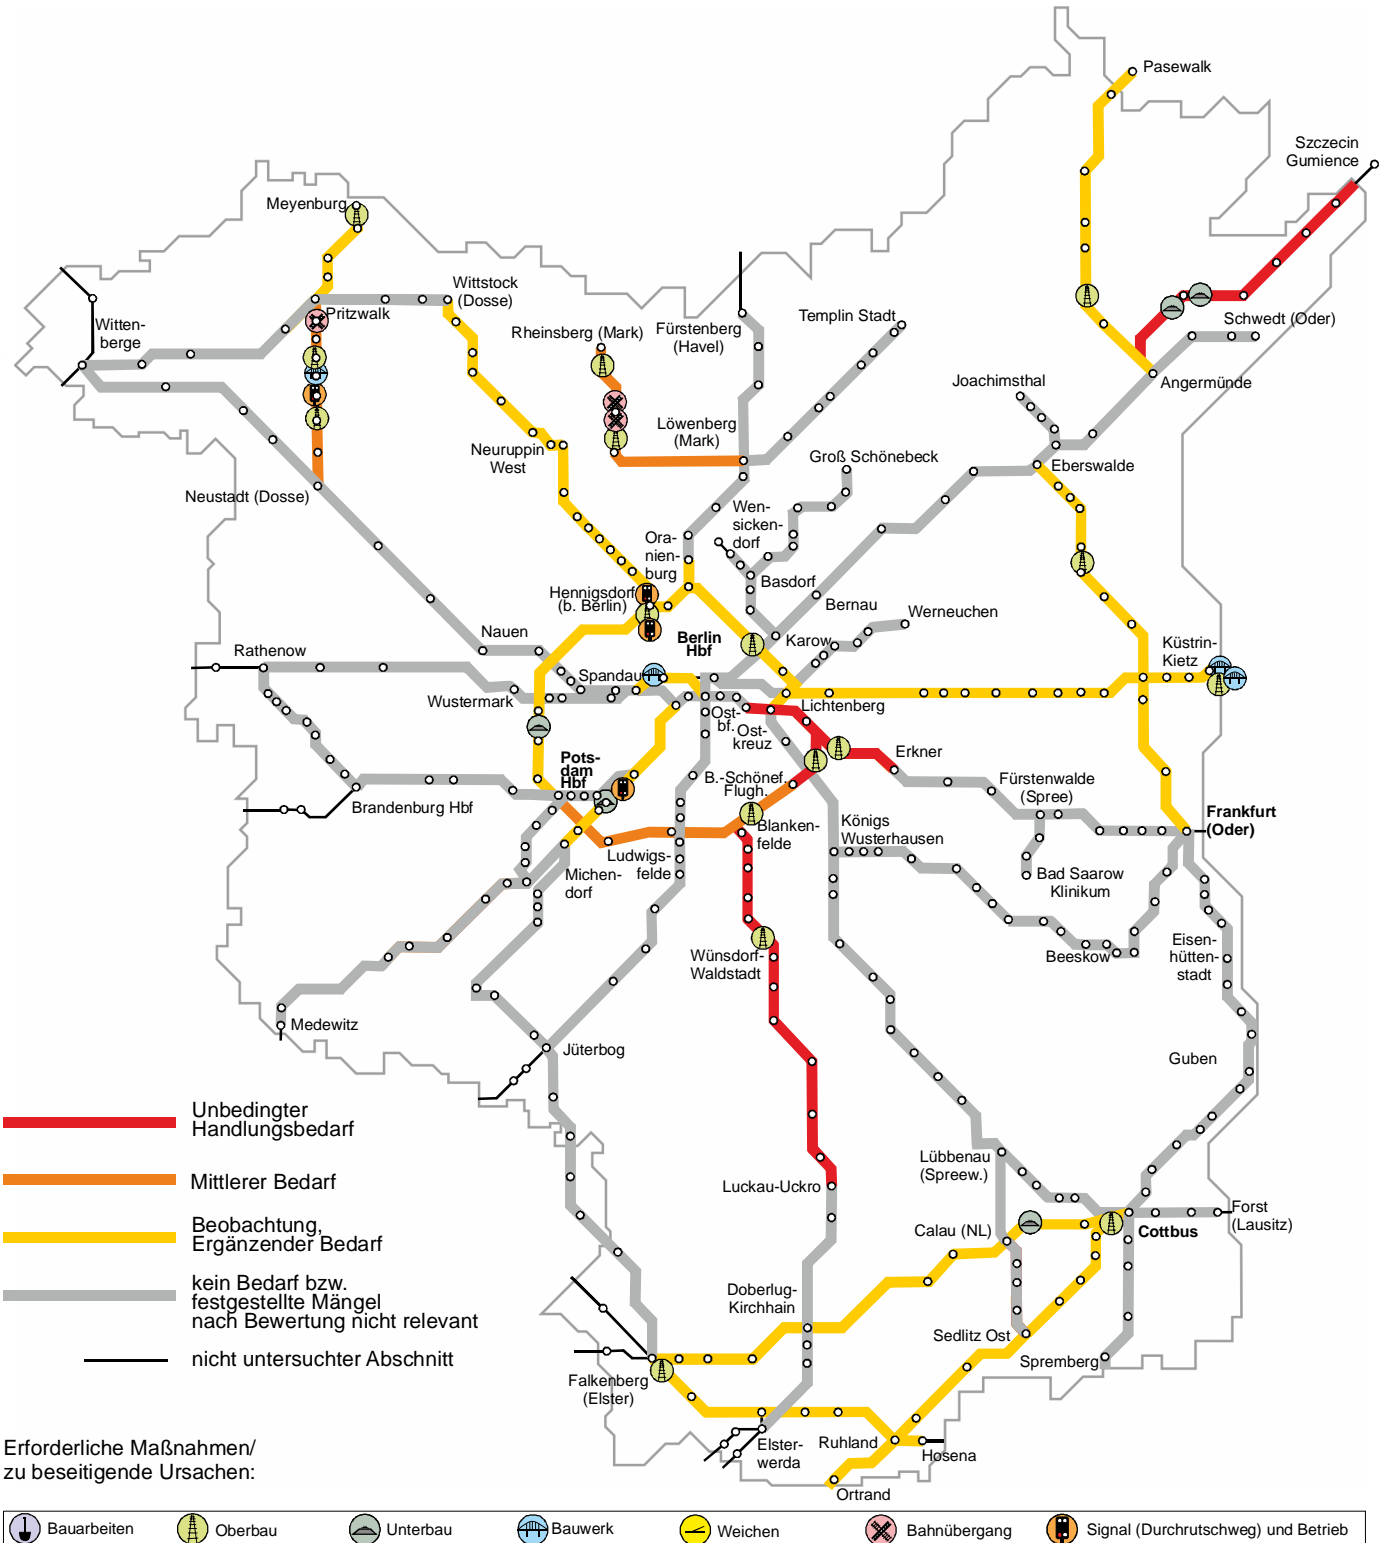 Pasewalk
Szczecin
Gumience
Meyenburg
Wittstock
(Dosse)
Pritzwalk
Witten-
berge
Rheinsberg (Mark)
Fürstenberg
(Havel)
Templin Stadt
Schwedt (Oder)
Joachimsthal
Angermünde
Löwenberg
(Mark)
Neuruppin
West
Groß Schönebeck
Eberswalde
Neustadt (Dosse)
Wen-
sicken-
dorf
Ora-
nien-
burg
Basdorf
Hennigsdorf
(b. Berlin)
Bernau
Werneuchen
Nauen
Berlin
Hbf
Karow
Küstrin-
Kietz
Rathenow
Spandau
Wustermark
Lichtenberg
Ost-
bf.
Ost-
kreuz
Erkner
Pots-
dam
Hbf
B.-Schönef.
Flugh.
Fürstenwalde
(Spree)
Brandenburg Hbf
Blanken-
felde
Königs
Wusterhausen
Frankfurt
(Oder)
Ludwigs-
felde
Michen-
dorf
Bad Saarow
Klinikum
Wünsdorf-
Waldstadt
Beeskow
Eisen-
hütten-
stadt
Medewitz
Jüterbog
Guben
Unbedingter
Handlungsbedarf
Mittlerer Bedarf
Lübbenau
(Spreew.)
Luckau-Uckro
Beobachtung,
Ergänzender Bedarf
Calau (NL)
Cottbus
Forst
(Lausitz)
kein Bedarf bzw.
festgestellte Mängel
nach Bewertung nicht relevant
Doberlug-
Kirchhain
Sedlitz Ost
Spremberg
nicht untersuchter Abschnitt
Falkenberg
(Elster)
Elster-
werda
Ruhland
Hosena
Ortrand
Erforderliche Maßnahmen/
zu beseitigende Ursachen:
Bauarbeiten
Oberbau
Unterbau
Bauwerk
Weichen
Bahnübergang
Signal (Durchrutschweg) und Betrieb